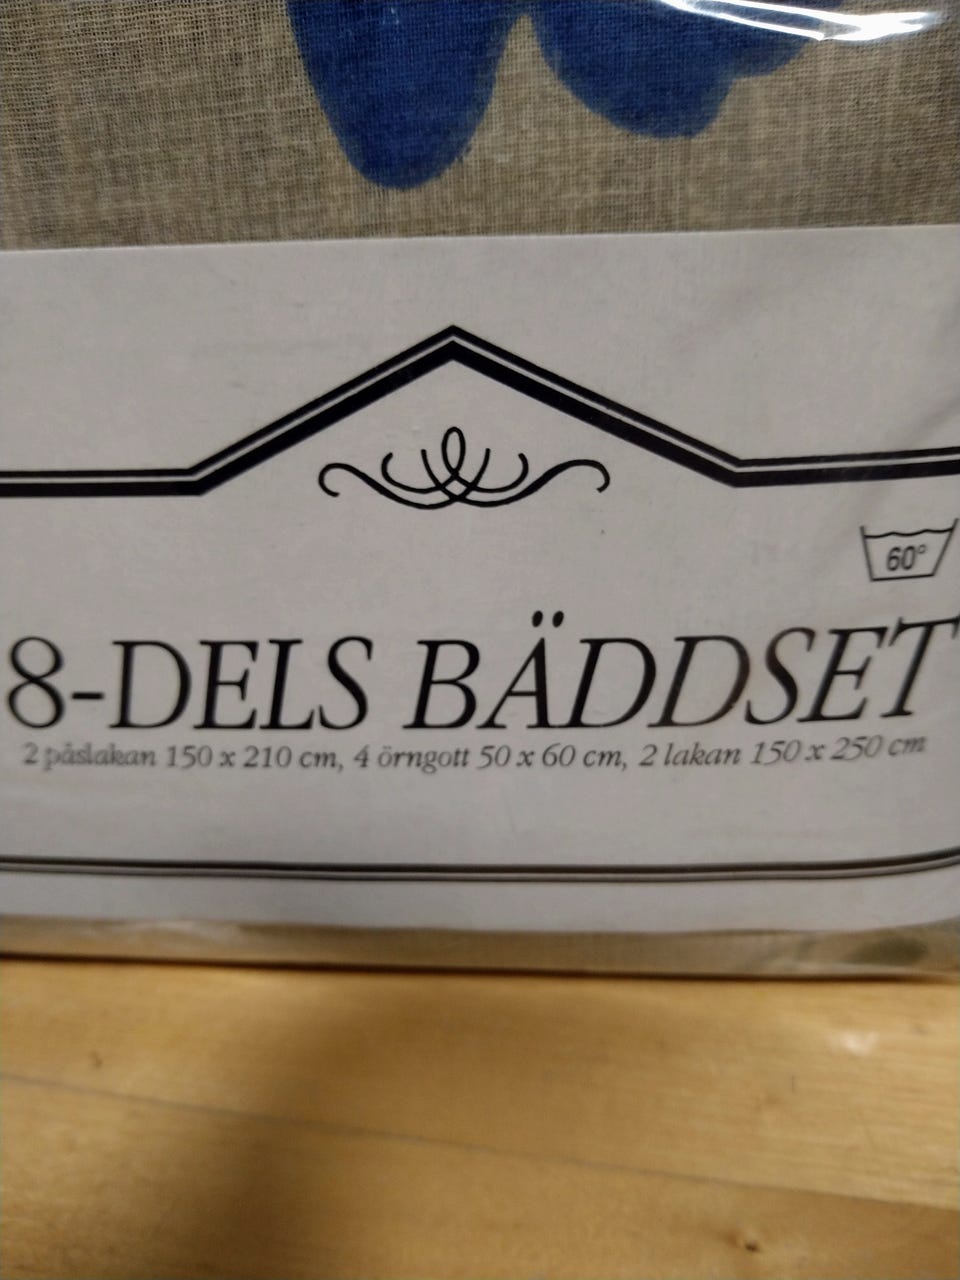 60°
8-DELS BÄDDSET
2 påslakan 150 x 210 cm, 4 örngott 50 x 60 cm, 2 lakan 150 x 250 cm